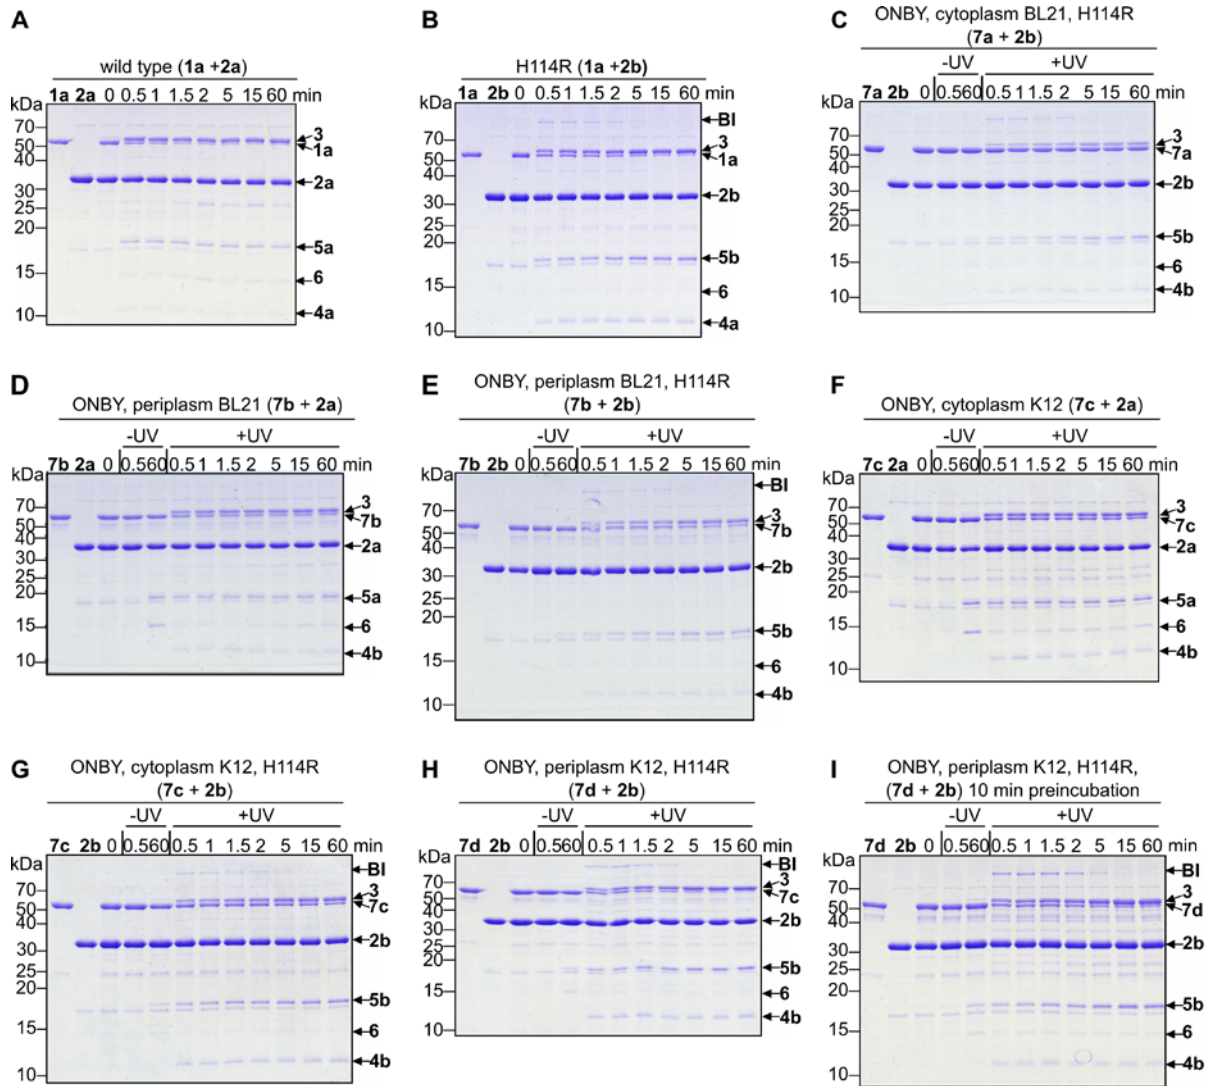 A
wild type (1a +2a)
1a 2a 0 0.5 1 1.5 2 5 15 60 min
kDa
70
50
40
30
25
20
15
10
3
1a
2a
5a
6
4a
B
H114R (1a +2b)
1a 2b 0 0.5 1 1.5 2 5 15 60 min
kDa
70
50
40
30
25
20
15
10
BI
3
1a
2b
5b
6
4a
C
ONBY, cytoplasm BL21, H114R
(7a + 2b)
-UV +UV
7a 2b 0 0.560 0.5 1 1.5 2 5 15 60 min
kDa
70
50
40
30
25
20
15
10
3
7a
2b
5b
6
4b
D
ONBY, periplasm BL21 (7b + 2a)
-UV +UV
7b 2a 0 0.560 0.5 1 1.5 2 5 15 60 min
kDa
70
50
40
30
25
20
15
10
3
7b
2a
5a
6
4b
E
ONBY, periplasm BL21, H114R
(7b + 2b)
-UV +UV
7b 2b 0 0.560 0.5 1 1.5 2 5 15 60 min
kDa
70
50
40
30
25
20
15
10
BI
3
7b
2b
5b
6
4b
F
ONBY, cytoplasm K12 (7c + 2a)
-UV +UV
7c 2a 0 0.560 0.5 1 1.5 2 5 15 60 min
kDa
70
50
40
30
25
20
15
10
3
7c
2a
5a
6
4b
G
ONBY, cytoplasm K12, H114R
(7c + 2b)
-UV +UV
7c 2b 0 0.560 0.5 1 1.5 2 5 15 60 min
kDa
70
50
40
30
25
20
15
10
BI
3
7c
2b
5b
6
4b
H
ONBY, periplasm K12, H114R
(7d + 2b)
-UV +UV
7d 2b 0 0.560 0.5 1 1.5 2 5 15 60 min
kDa
70
50
40
30
20
15
10
BI
3
7c
2b
5b
6
4b
I
ONBY, periplasm K12, H114R,
(7d + 2b) 10 min preincubation
-UV +UV
7d 2b 0 0.560 0.5 1 1.5 2 5 15 60 min
kDa
70
50
40
30
25
20
15
10
BI
3
7d
2b
5b
6
4b